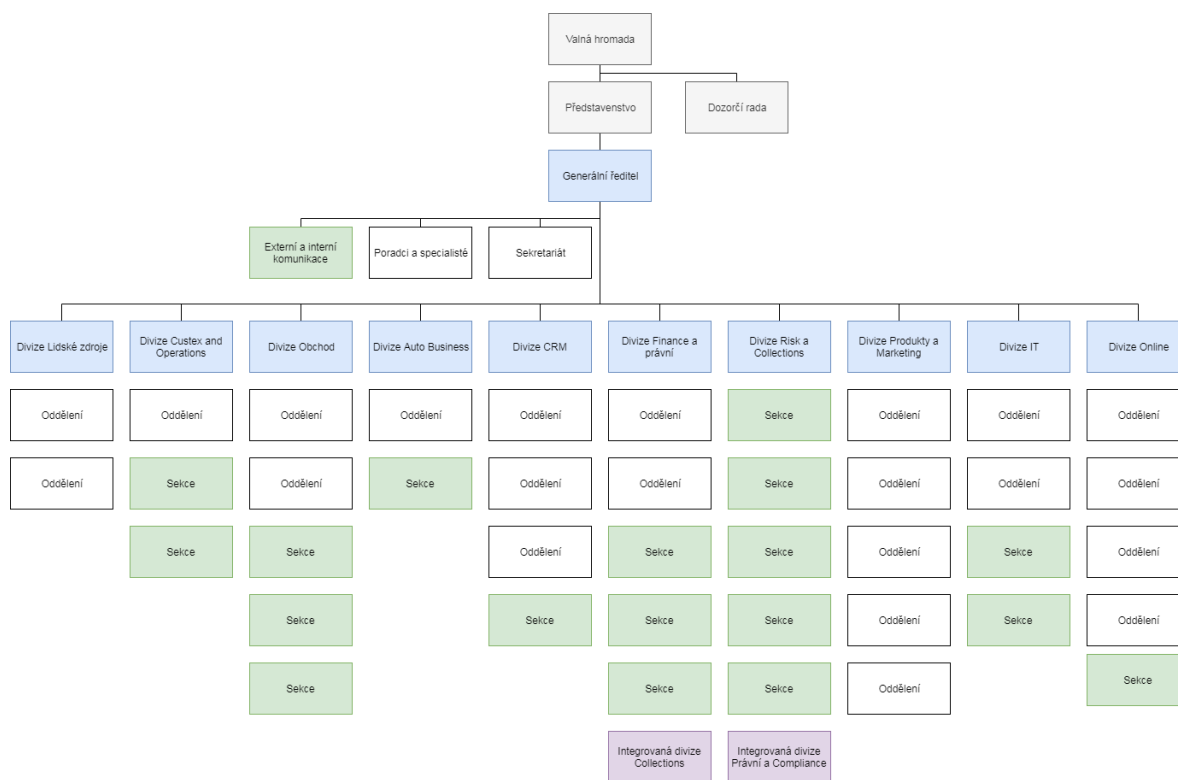 Valná hromada
Představenstvo
Dozorčí rada
Generální ředitel
Externí a interní
komunikace
Poradci a specialisté
Sekretariát
Divize Lidské zdroje
Divize Custex and
Operations
Divize Obchod
Divize Auto Business
Divize CRM
Divize Finance a
právní
Divize Risk a
Collections
Divize Produkty a
Marketing
Divize IT
Divize Online
Oddělení
Oddělení
Oddělení
Oddělení
Oddělení
Oddělení
Sekce
Oddělení
Oddělení
Oddělení
Oddělení
Sekce
Oddělení
Sekce
Oddělení
Oddělení
Sekce
Oddělení
Oddělení
Oddělení
Sekce
Sekce
Oddělení
Sekce
Sekce
Oddělení
Sekce
Oddělení
Sekce
Sekce
Sekce
Sekce
Oddělení
Sekce
Oddělení
Sekce
Sekce
Sekce
Oddělení
Sekce
Integrovaná divize
Collections
Integrovaná divize
Právní a Compliance